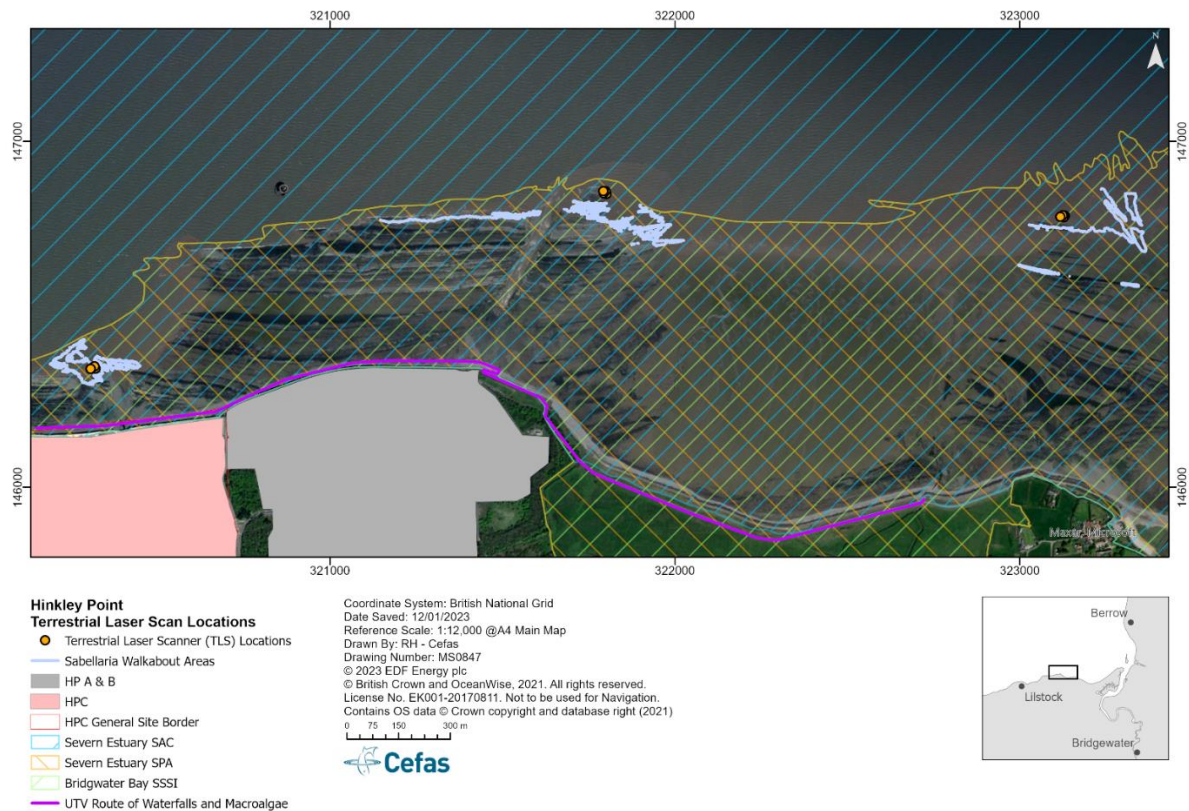 321000
322000
323000
N
147000
147000
146000
146000
Maxar, Microsoft
321000
322000
323000
Hinkley Point
Terrestrial Laser Scan Locations
Terrestrial Laser Scanner (TLS) Locations
Sabellaria Walkabout Areas
HP A & B
HPC
HPC General Site Border
Severn Estuary SAC
Severn Estuary SPA
Bridgwater Bay SSSI
UTV Route of Waterfalls and Macroalgae
Coordinate System: British National Grid
Date Saved: 12/01/2023
Reference Scale: 1:12,000 @A4 Main Map
Drawn By: RH - Cefas
Drawing Number: MS0847
© 2023 EDF Energy plc
© British Crown and OceanWise, 2021. All rights reserved.
License No. EK001-20170811. Not to be used for Navigation.
Contains OS data © Crown copyright and database right (2021)
0 75 150 300 m
Cefas
Berrow
Lilstock
Bridgewater